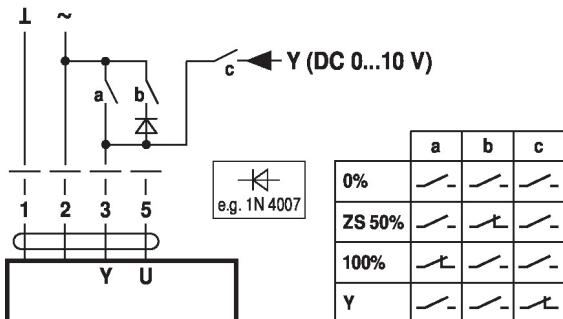 ⊥ ~
a b c Y (DC 0...10 V)
1 2 3 5
e.g. 1N 4007
Y U
a b c
0%
ZS 50%
100%
Y